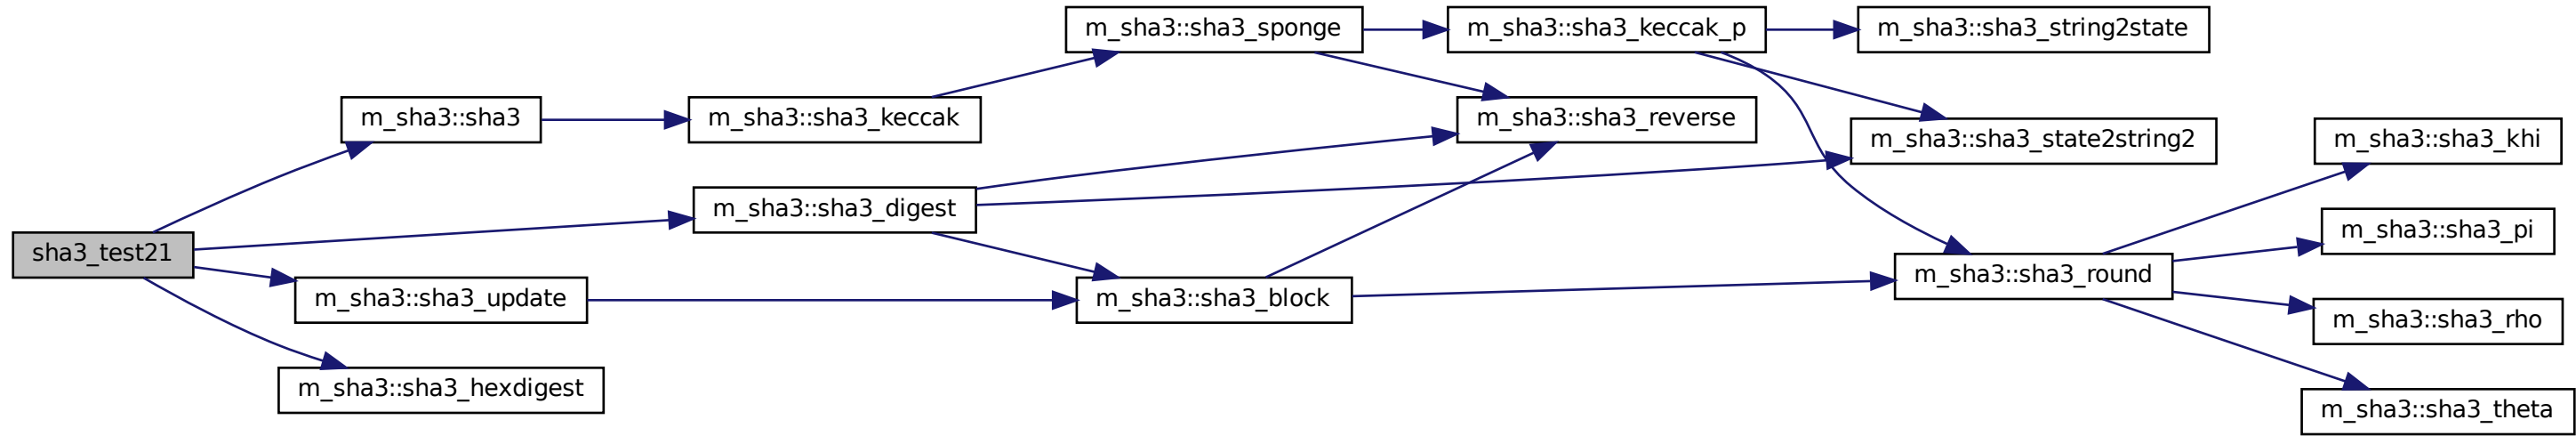 m_sha3::sha3_sponge
m_sha3::sha3_keccak_p
m_sha3::sha3_string2state
m_sha3::sha3
m_sha3::sha3_keccak
m_sha3::sha3_reverse
m_sha3::sha3_state2string2
m_sha3::sha3_khi
m_sha3::sha3_digest
m_sha3::sha3_pi
sha3_test21
m_sha3::sha3_round
m_sha3::sha3_update
m_sha3::sha3_block
m_sha3::sha3_rho
m_sha3::sha3_hexdigest
m_sha3::sha3_theta